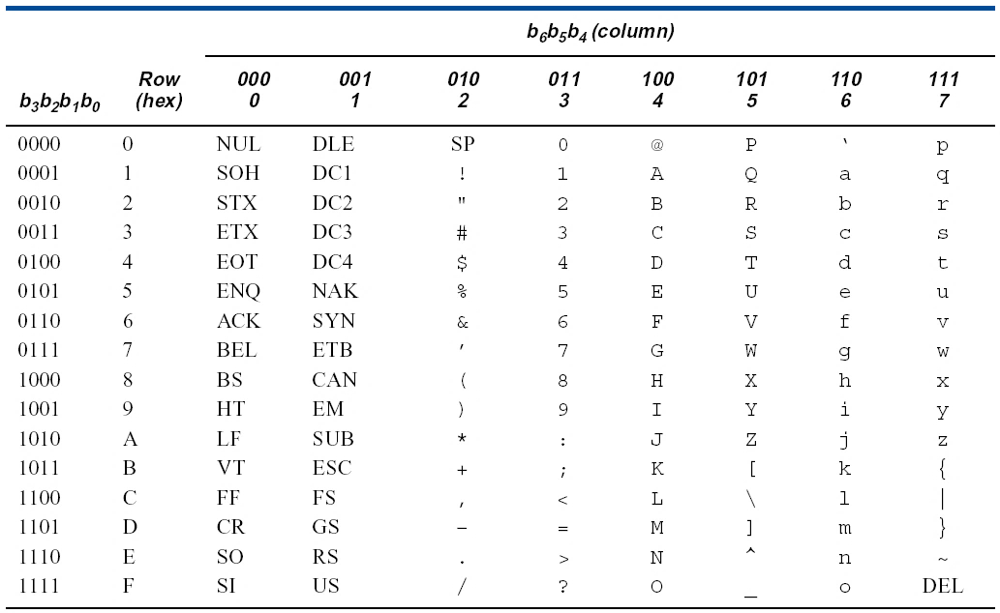 b6b5b4 (column)
Row 000 001 010 011 100 101 110 111
b3b2b1b0 (hex) 0 1 2 3 4 5 6 7
0000 0 NUL DLE SP 0 @ P ‵ p
0001 1 SOH DC1 ! 1 A Q a q
0010 2 STX DC2 " 2 B R b r
0011 3 ETX DC3 # 3 C S c s
0100 4 EOT DC4 $ 4 D T d t
0101 5 ENQ NAK % 5 E U e u
0110 6 ACK SYN & 6 F V f v
0111 7 BEL ETB ′ 7 G W g w
1000 8 BS CAN ( 8 H X h x
1001 9 HT EM ) 9 I Y i y
1010 A LF SUB * : J Z j z
1011 B VT ESC + ; K [ k {
1100 C FF FS , < L \ l |
1101 D CR GS – = M ] m }
1110 E SO RS . > N ^ n ~
1111 F SI US / ? O _ o DEL